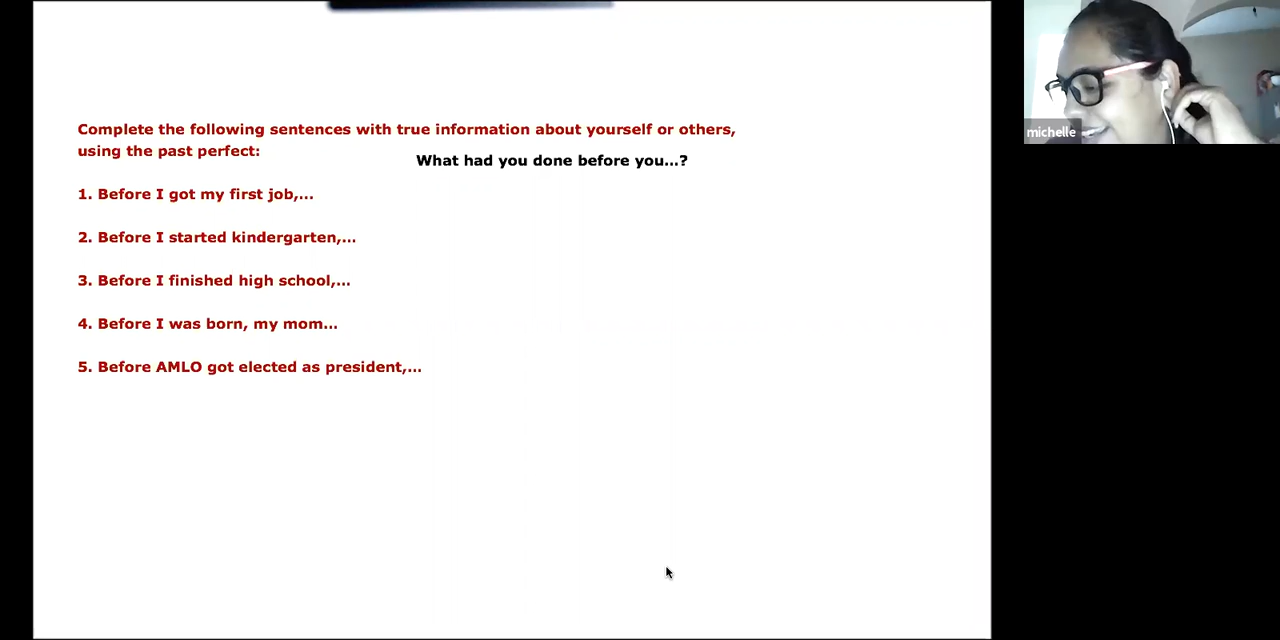 Complete the following sentences with true information about yourself or others,
using the past perfect:
What had you done before you...?
1. Before I got my first job,...
2. Before I started kindergarten,...
3. Before I finished high school,...
4. Before I was born, my mom...
5. Before AMLO got elected as president,...
michelle